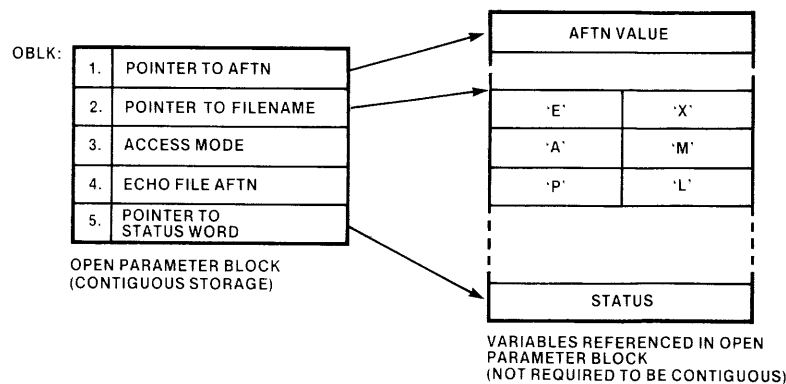 OBLK:
1. POINTER TO AFTN
2. POINTER TO FILENAME
3. ACCESS MODE
4. ECHO FILE AFTN
5. POINTER TO
STATUS WORD
OPEN PARAMETER BLOCK
(CONTIGUOUS STORAGE)
AFTN VALUE
'E' 'X'
'A' 'M'
'P' 'L'
STATUS
VARIABLES REFERENCED IN OPEN
PARAMETER BLOCK
(NOT REQUIRED TO BE CONTIGUOUS)